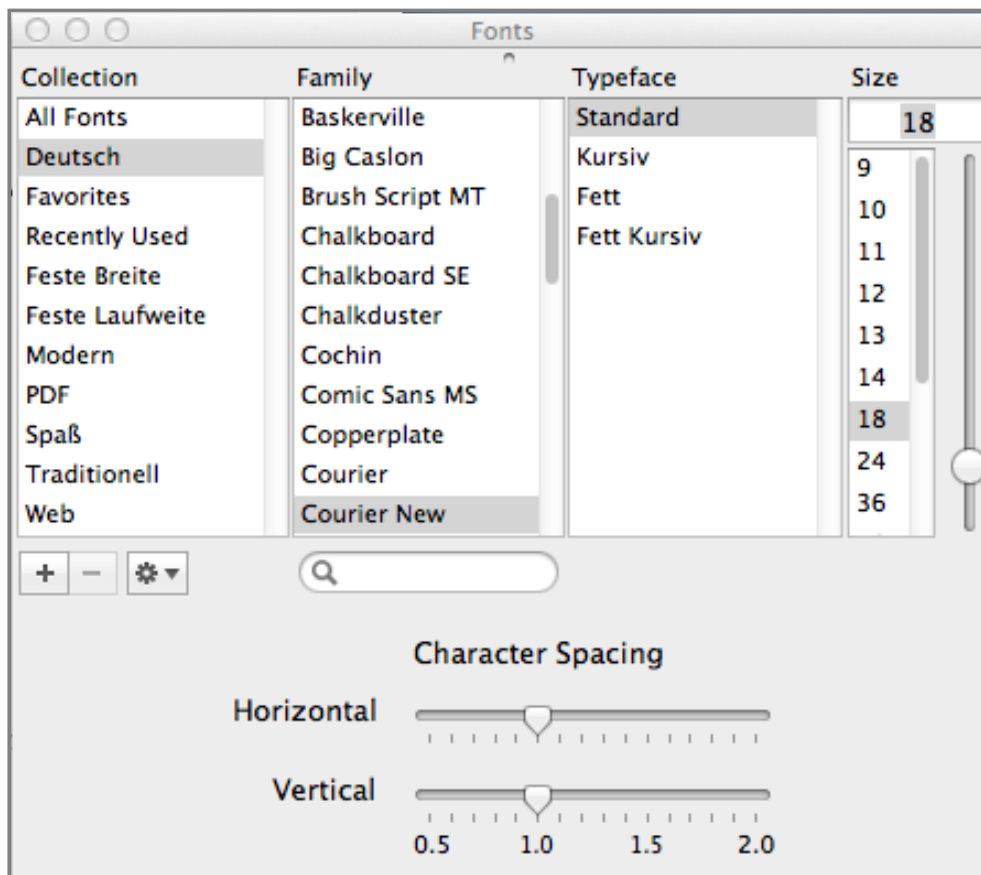 Fonts
Collection Family Typeface Size
All Fonts Baskerville Standard 18
Deutsch Big Caslon Kursiv 9
Favorites Brush Script MT Fett 10
Recently Used Chalkboard Fett Kursiv 11
Feste Breite Chalkboard SE 12
Feste Laufweite Chalkduster 13
Modern Cochin 14
PDF Comic Sans MS 18
Spaß Copperplate 24
Traditionell Courier 36
Web Courier New
Character Spacing
Horizontal
Vertical
0.5 1.0 1.5 2.0